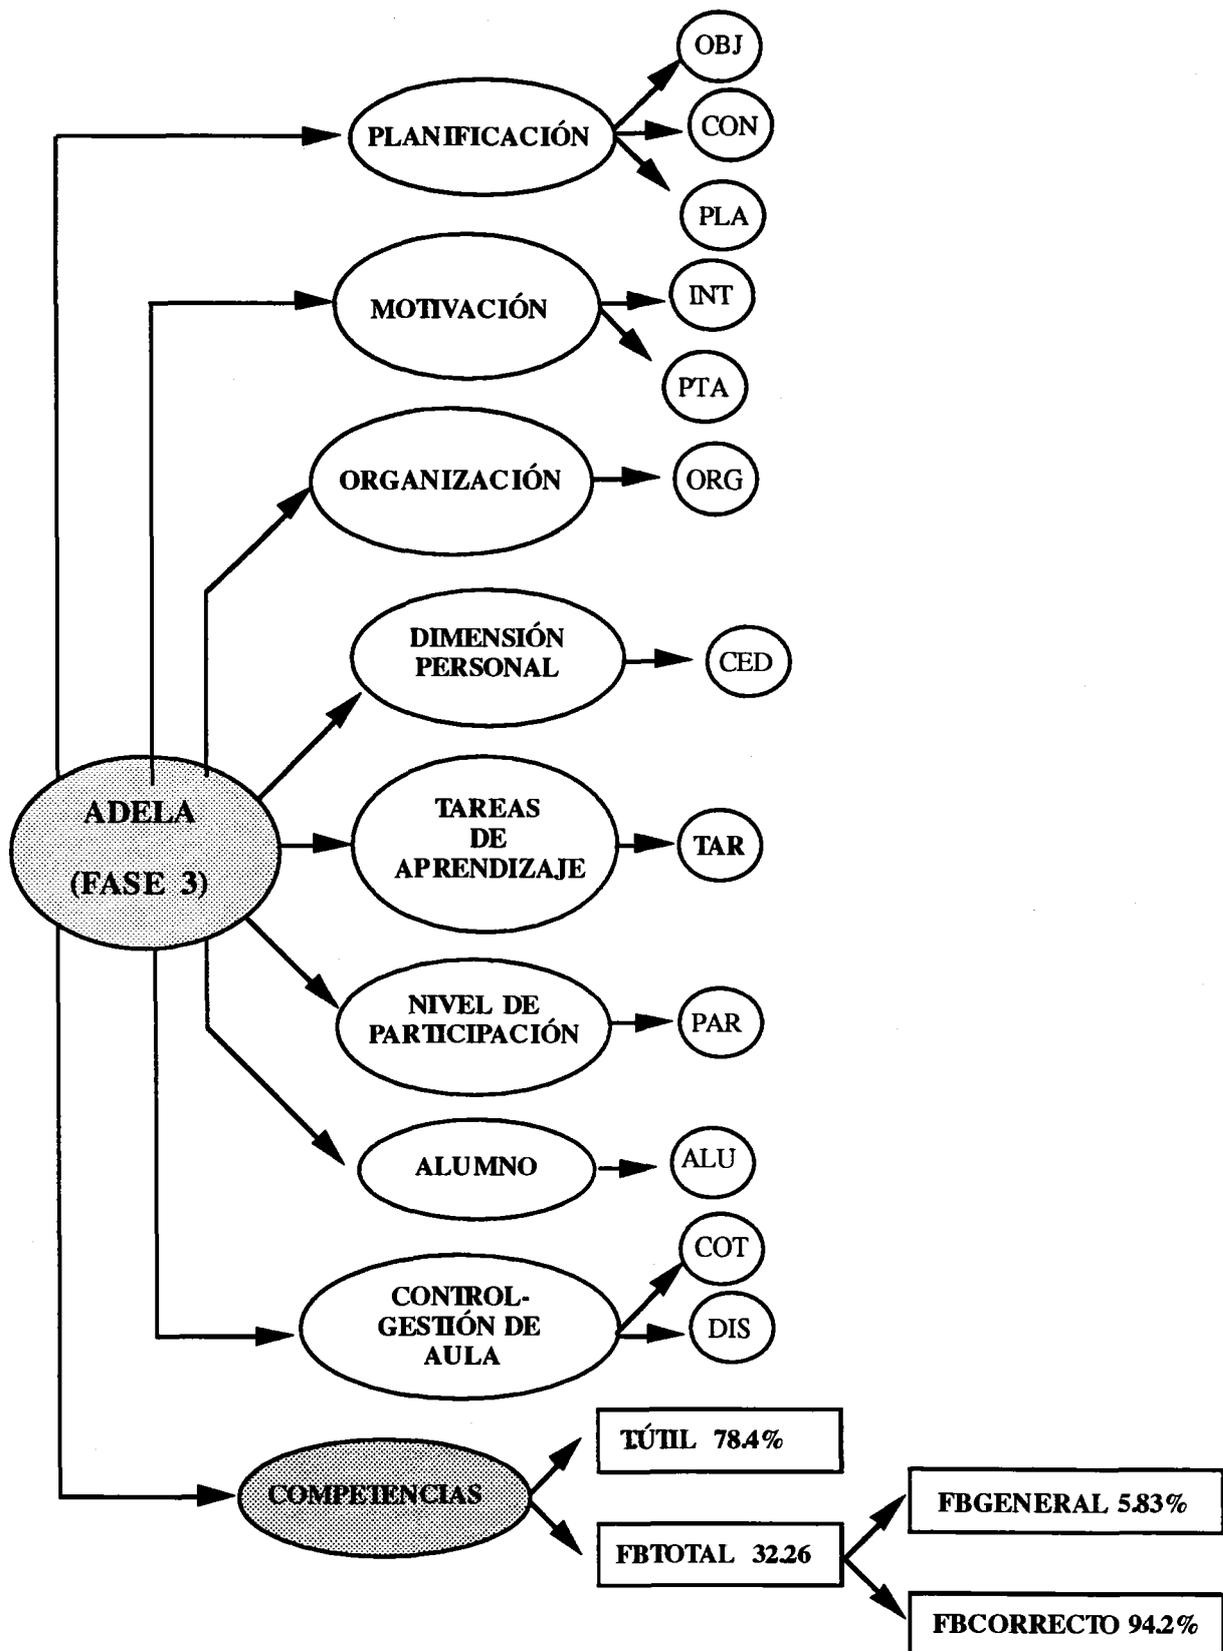 OBJ
PLANIFICACIÓN
CON
PLA
MOTIVACIÓN
INT
PTA
ORGANIZACIÓN
ORG
DIMENSIÓN
PERSONAL
CED
ADELA
(FASE 3)
TAREAS
DE
APRENDIZAJE
TAR
NIVEL DE
PARTICIPACIÓN
PAR
ALUMNO
ALU
CONTROL-
GESTIÓN DE
AULA
COT
DIS
COMPETENCIAS
T.ÚTIL 78.4%
FBTOTAL 32.26
FBGENERAL 5.83%
FBCORRECTO 94.2%